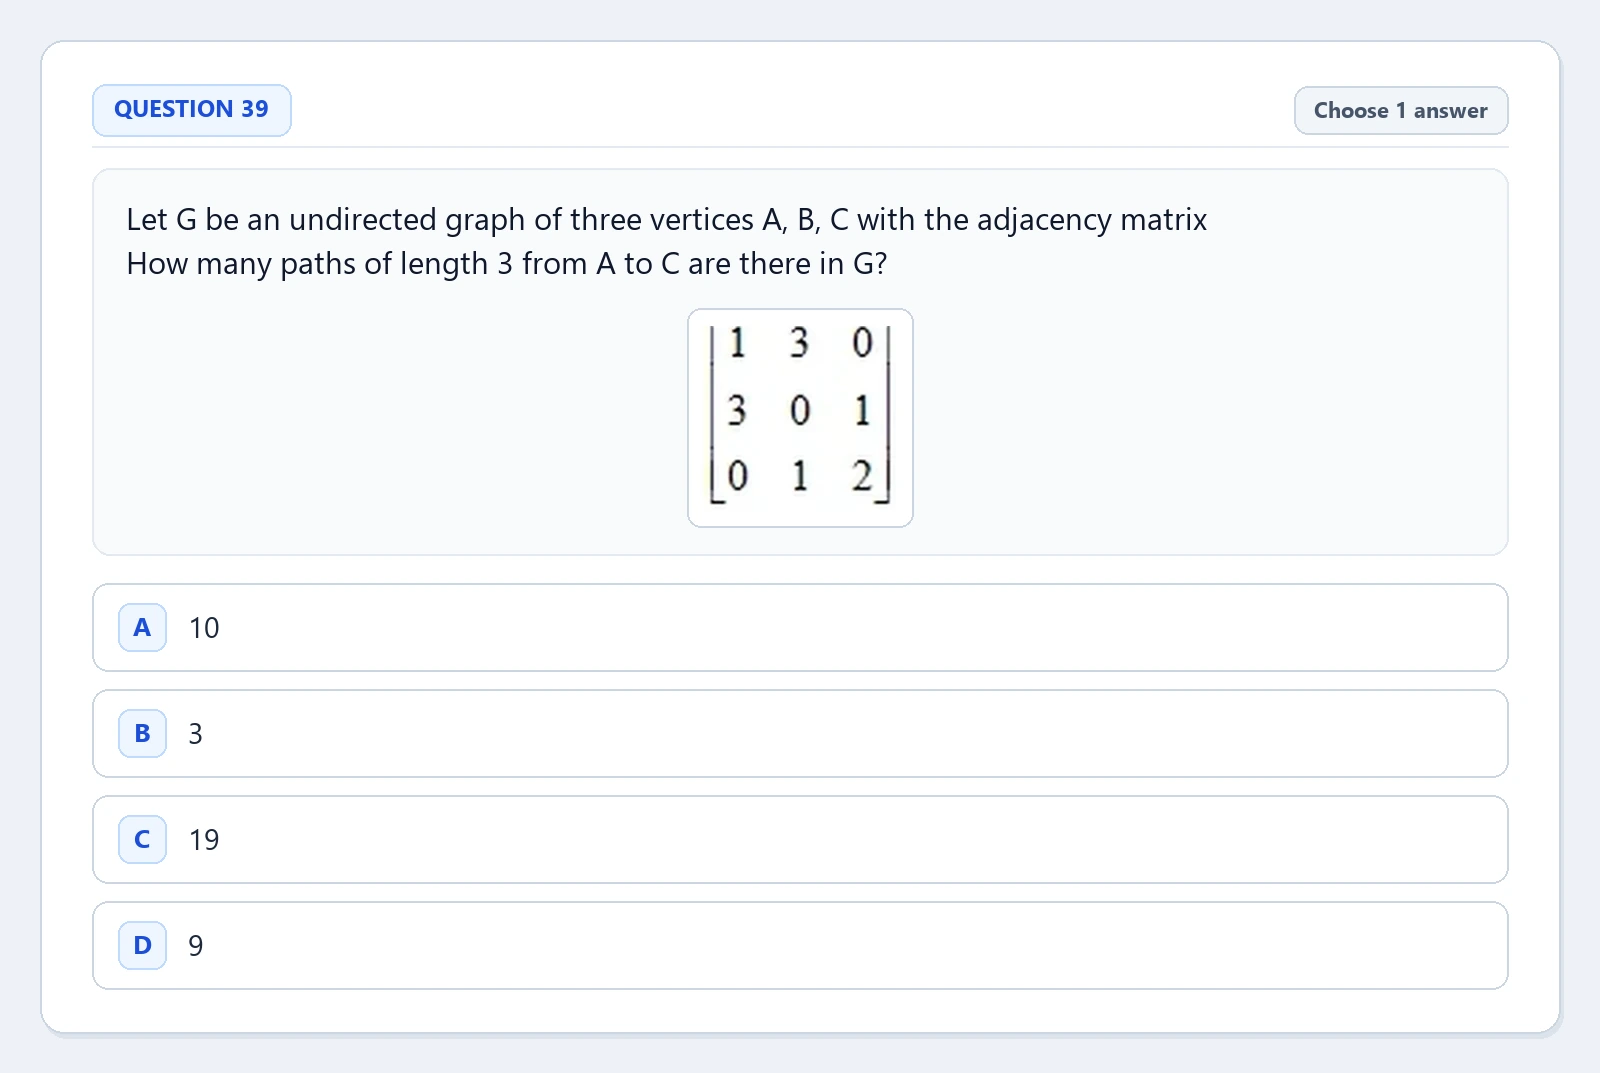 QUESTION 39
Choose 1 answer
Let G be an undirected graph of three vertices A, B, C with the adjacency matrix
How many paths of length 3 from A to C are there in G?
1 3 0
3 0 1
0 1 2
A 10
B 3
C 19
D 9